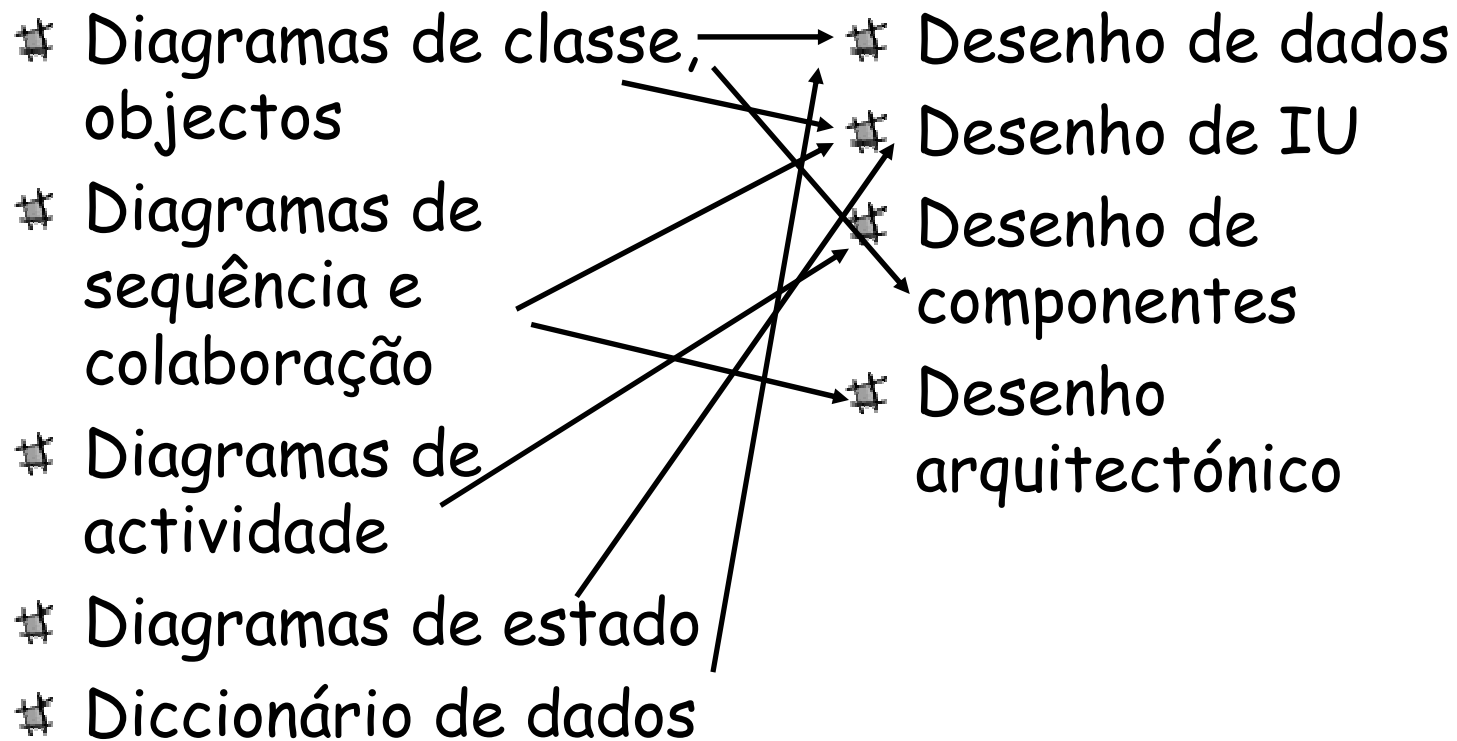 Diagramas de classe,
objectos
Diagramas de
sequência e
colaboração
Diagramas de
actividade
Diagramas de estado
Diccionário de dados
Desenho de dados
Desenho de IU
Desenho de
componentes
Desenho
arquitectónico